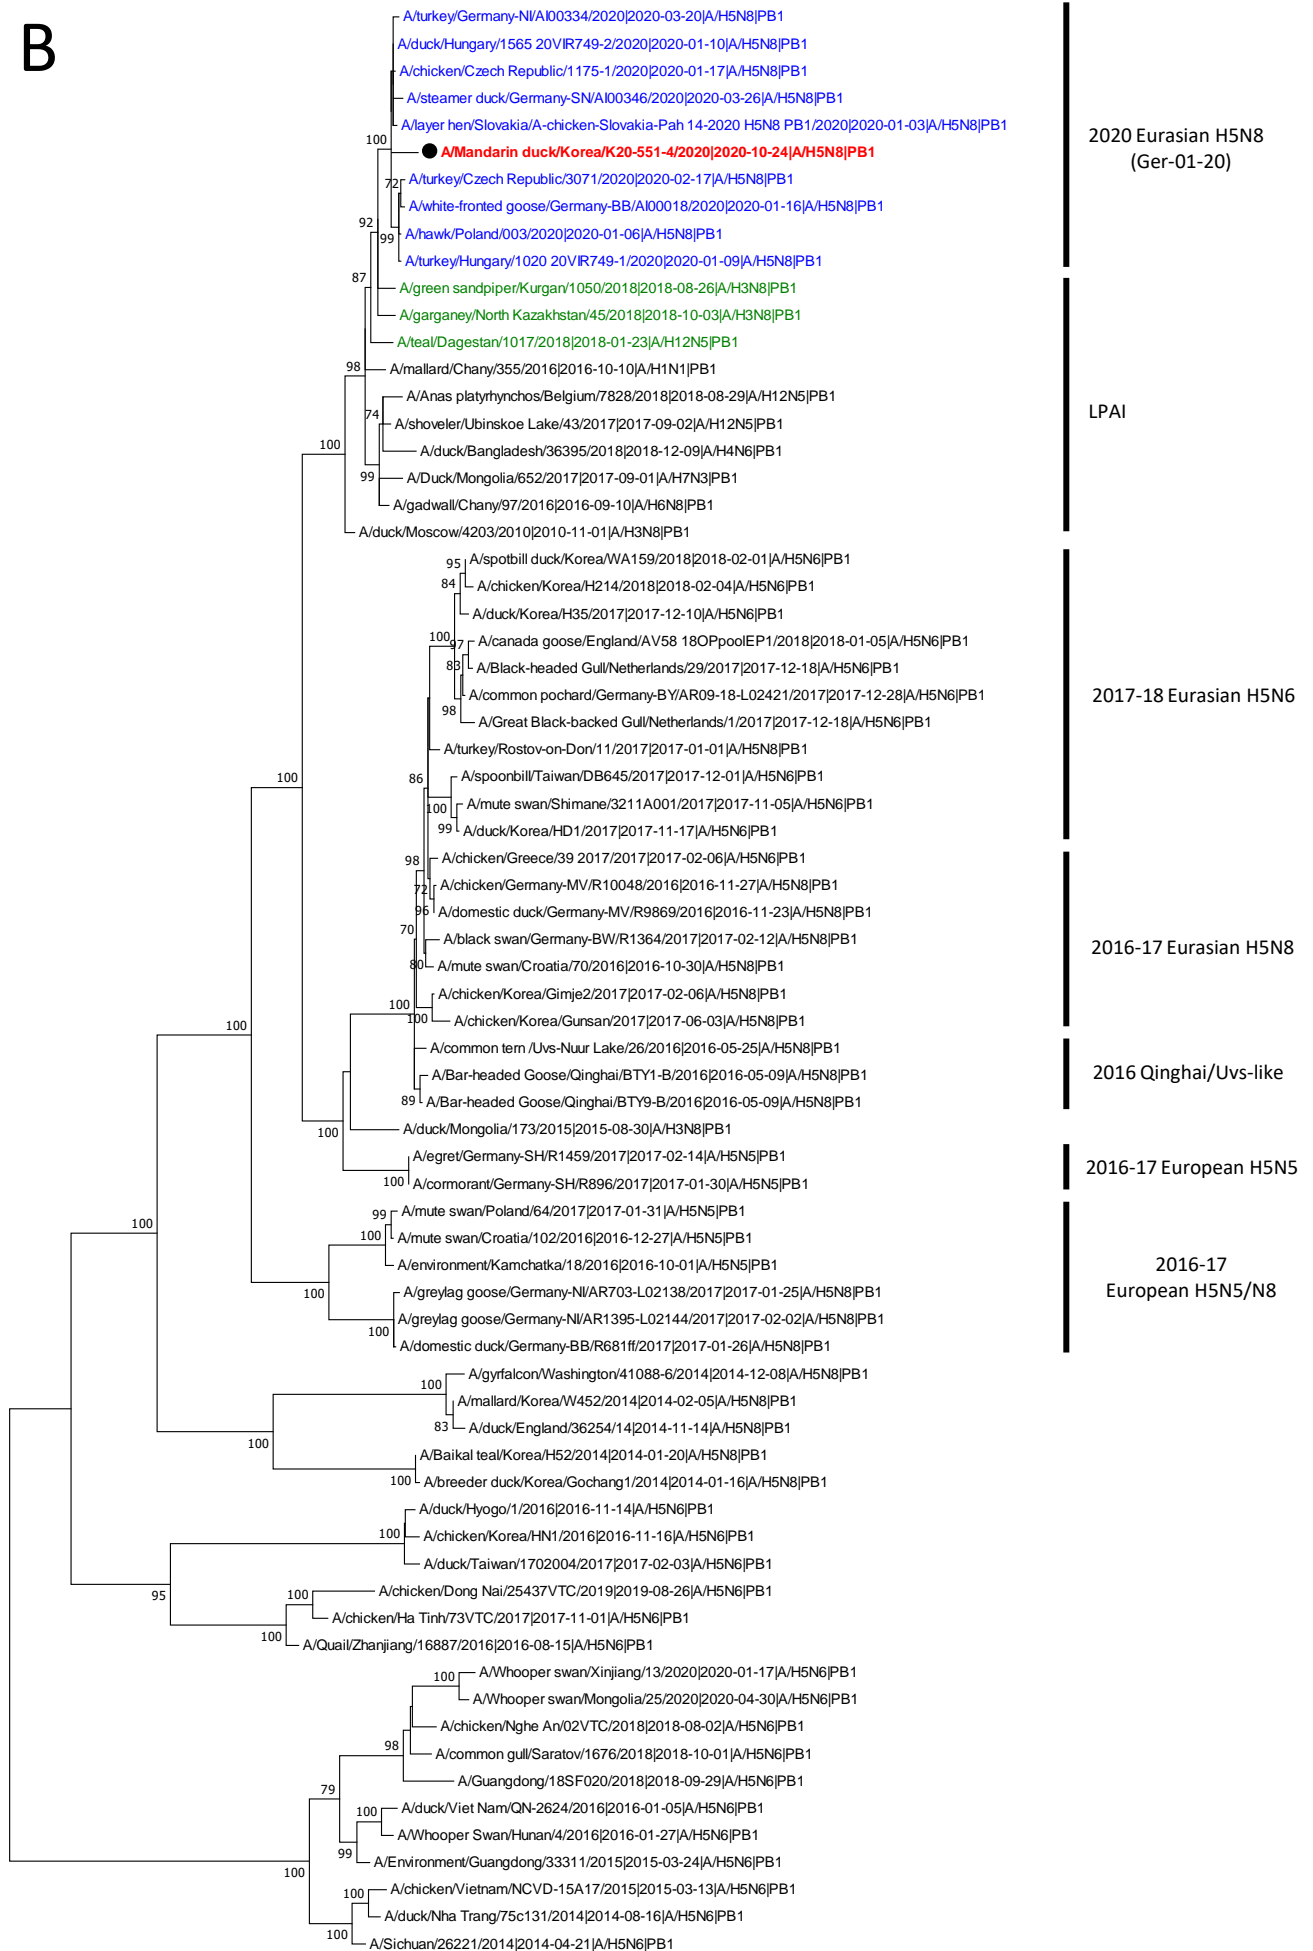 B
A/turkey/Germany-NI/AI00334/2020|2020-03-20|A/H5N8|PB1
A/duck/Hungary/1565 20VIR749-2/2020|2020-01-10|A/H5N8|PB1
A/chicken/Czech Republic/1175-1/2020|2020-01-17|A/H5N8|PB1
A/steamer duck/Germany-SN/AI00346/2020|2020-03-26|A/H5N8|PB1
A/layer hen/Slovakia/A-chicken-Slovakia-Pah 14-2020 H5N8 PB1/2020|2020-01-03|A/H5N8|PB1
100
2020 Eurasian H5N8
(Ger-01-20)
A/Mandarin duck/Korea/K20-551-4/2020|2020-10-24|A/H5N8|PB1
72
A/turkey/Czech Republic/3071/2020|2020-02-17|A/H5N8|PB1
A/white-fronted goose/Germany-BB/AI00018/2020|2020-01-16|A/H5N8|PB1
92
99
A/hawk/Poland/003/2020|2020-01-06|A/H5N8|PB1
A/turkey/Hungary/1020 20VIR749-1/2020|2020-01-09|A/H5N8|PB1
87
A/green sandpiper/Kurgan/1050/2018|2018-08-26|A/H3N8|PB1
A/garganey/North Kazakhstan/45/2018|2018-10-03|A/H3N8|PB1
A/teal/Dagestan/1017/2018|2018-01-23|A/H12N5|PB1
98
A/mallard/Chany/355/2016|2016-10-10|A/H1N1|PB1
A/Anas platyrhynchos/Belgium/7828/2018|2018-08-29|A/H12N5|PB1
LPAI
74
A/shoveler/Ubinskoe Lake/43/2017|2017-09-02|A/H12N5|PB1
100
A/duck/Bangladesh/36395/2018|2018-12-09|A/H4N6|PB1
99
A/Duck/Mongolia/652/2017|2017-09-01|A/H7N3|PB1
A/gadwall/Chany/97/2016|2016-09-10|A/H6N8|PB1
A/duck/Moscow/4203/2010|2010-11-01|A/H3N8|PB1
95
A/spotbill duck/Korea/WA159/2018|2018-02-01|A/H5N6|PB1
84
A/chicken/Korea/H214/2018|2018-02-04|A/H5N6|PB1
A/duck/Korea/H35/2017|2017-12-10|A/H5N6|PB1
100
97
A/canada goose/England/AV58 18OPpoolEP1/2018|2018-01-05|A/H5N6|PB1
83
A/Black-headed Gull/Netherlands/29/2017|2017-12-18|A/H5N6|PB1
A/common pochard/Germany-BY/AR09-18-L02421/2017|2017-12-28|A/H5N6|PB1
2017-18 Eurasian H5N6
98
A/Great Black-backed Gull/Netherlands/1/2017|2017-12-18|A/H5N6|PB1
A/turkey/Rostov-on-Don/11/2017|2017-01-01|A/H5N8|PB1
100
86
A/spoonbill/Taiwan/DB645/2017|2017-12-01|A/H5N6|PB1
100
A/mute swan/Shimane/3211A001/2017|2017-11-05|A/H5N6|PB1
99
A/duck/Korea/HD1/2017|2017-11-17|A/H5N6|PB1
98
A/chicken/Greece/39 2017/2017|2017-02-06|A/H5N6|PB1
72
A/chicken/Germany-MV/R10048/2016|2016-11-27|A/H5N8|PB1
96
A/domestic duck/Germany-MV/R9869/2016|2016-11-23|A/H5N8|PB1
70
A/black swan/Germany-BW/R1364/2017|2017-02-12|A/H5N8|PB1
2016-17 Eurasian H5N8
80
A/mute swan/Croatia/70/2016|2016-10-30|A/H5N8|PB1
A/chicken/Korea/Gimje2/2017|2017-02-06|A/H5N8|PB1
100
100
A/chicken/Korea/Gunsan/2017|2017-06-03|A/H5N8|PB1
100
A/common tern /Uvs-Nuur Lake/26/2016|2016-05-25|A/H5N8|PB1
A/Bar-headed Goose/Qinghai/BTY1-B/2016|2016-05-09|A/H5N8|PB1
2016 Qinghai/Uvs-like
89
A/Bar-headed Goose/Qinghai/BTY9-B/2016|2016-05-09|A/H5N8|PB1
100
A/duck/Mongolia/173/2015|2015-08-30|A/H3N8|PB1
A/egret/Germany-SH/R1459/2017|2017-02-14|A/H5N5|PB1
2016-17 European H5N5
100
A/cormorant/Germany-SH/R896/2017|2017-01-30|A/H5N5|PB1
99
A/mute swan/Poland/64/2017|2017-01-31|A/H5N5|PB1
100
100
A/mute swan/Croatia/102/2016|2016-12-27|A/H5N5|PB1
A/environment/Kamchatka/18/2016|2016-10-01|A/H5N5|PB1
2016-17
European H5N5/N8
100
A/greylag goose/Germany-NI/AR703-L02138/2017|2017-01-25|A/H5N8|PB1
A/greylag goose/Germany-NI/AR1395-L02144/2017|2017-02-02|A/H5N8|PB1
100
A/domestic duck/Germany-BB/R681ff/2017|2017-01-26|A/H5N8|PB1
A/gyrfalcon/Washington/41088-6/2014|2014-12-08|A/H5N8|PB1
100
A/mallard/Korea/W452/2014|2014-02-05|A/H5N8|PB1
83
A/duck/England/36254/14|2014-11-14|A/H5N8|PB1
100
A/Baikal teal/Korea/H52/2014|2014-01-20|A/H5N8|PB1
100
A/breeder duck/Korea/Gochang1/2014|2014-01-16|A/H5N8|PB1
A/duck/Hyogo/1/2016|2016-11-14|A/H5N6|PB1
100
A/chicken/Korea/HN1/2016|2016-11-16|A/H5N6|PB1
A/duck/Taiwan/1702004/2017|2017-02-03|A/H5N6|PB1
95
100
A/chicken/Dong Nai/25437VTC/2019|2019-08-26|A/H5N6|PB1
A/chicken/Ha Tinh/73VTC/2017|2017-11-01|A/H5N6|PB1
100
A/Quail/Zhanjiang/16887/2016|2016-08-15|A/H5N6|PB1
100
A/Whooper swan/Xinjiang/13/2020|2020-01-17|A/H5N6|PB1
A/Whooper swan/Mongolia/25/2020|2020-04-30|A/H5N6|PB1
A/chicken/Nghe An/02VTC/2018|2018-08-02|A/H5N6|PB1
98
A/common gull/Saratov/1676/2018|2018-10-01|A/H5N6|PB1
A/Guangdong/18SF020/2018|2018-09-29|A/H5N6|PB1
79
100
A/duck/Viet Nam/QN-2624/2016|2016-01-05|A/H5N6|PB1
A/Whooper Swan/Hunan/4/2016|2016-01-27|A/H5N6|PB1
99
A/Environment/Guangdong/33311/2015|2015-03-24|A/H5N6|PB1
100
100
A/chicken/Vietnam/NCVD-15A17/2015|2015-03-13|A/H5N6|PB1
A/duck/Nha Trang/75c131/2014|2014-08-16|A/H5N6|PB1
100
A/Sichuan/26221/2014|2014-04-21|A/H5N6|PB1